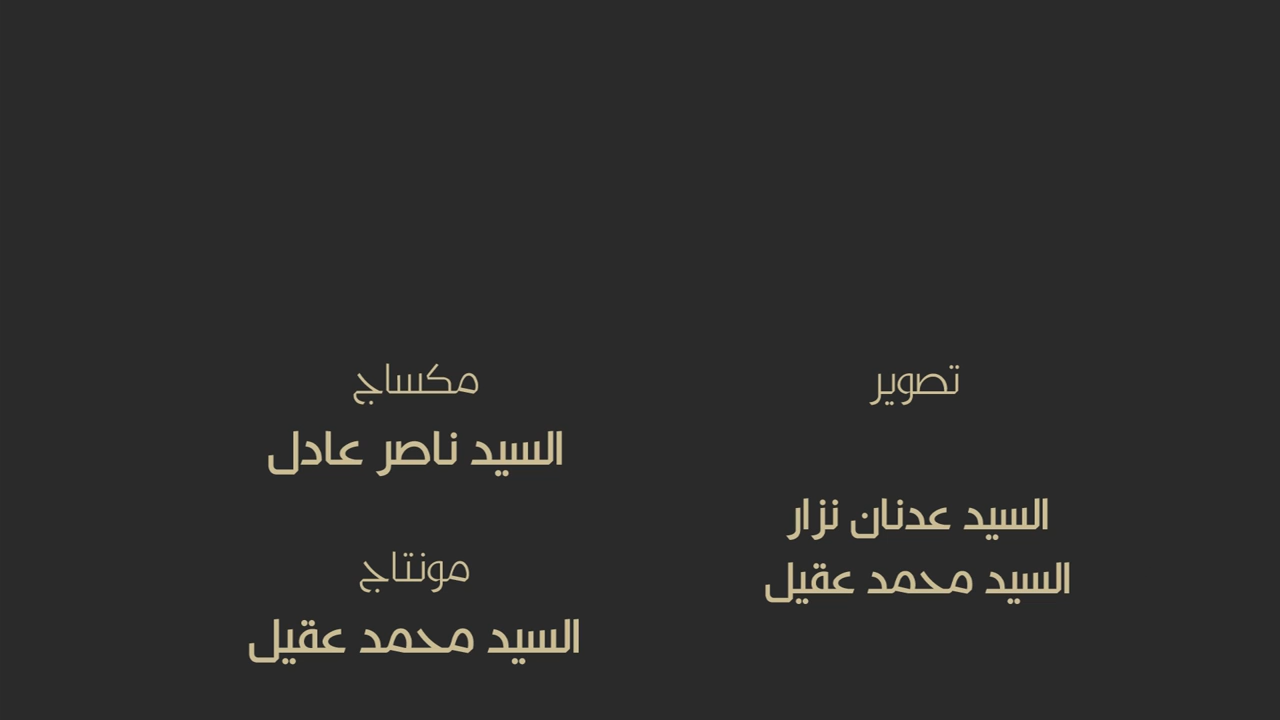 تصوير
السيد عدنان نزار
السيد محمد عقيل
مكساج
السيد ناصر عادل
مونتاج
السيد محمد عقيل